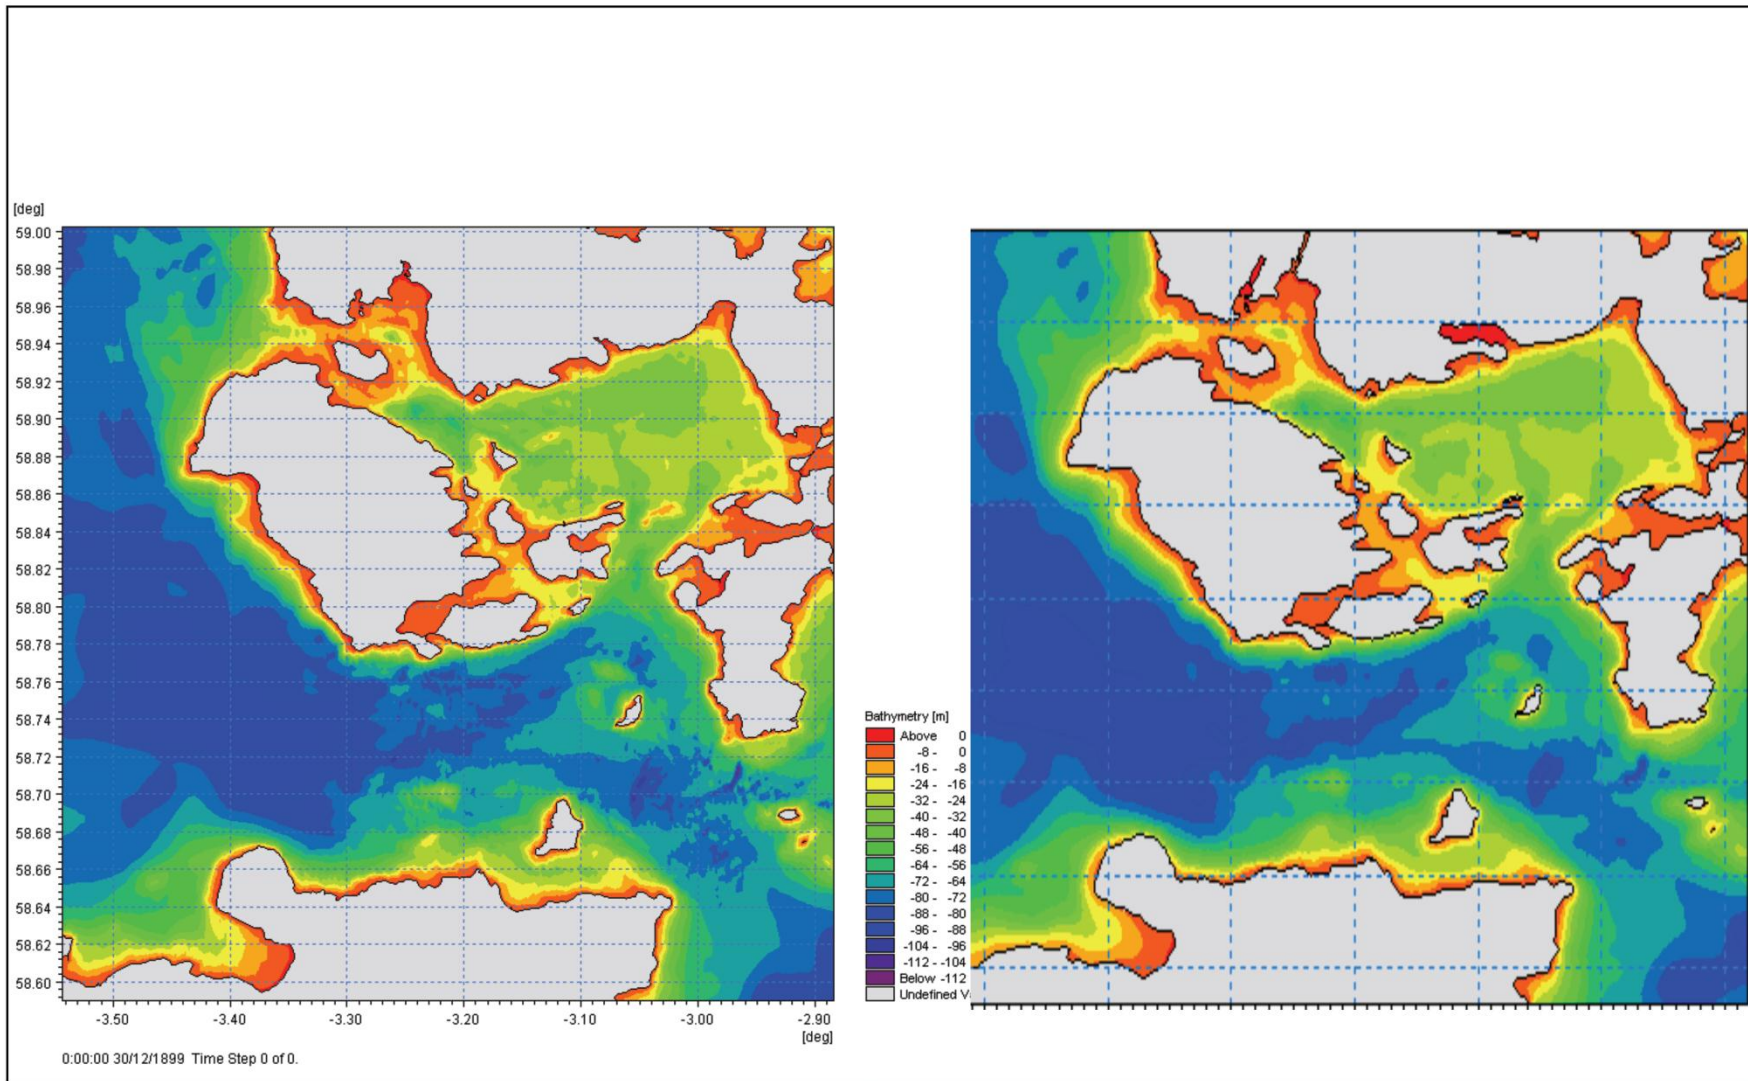 [deg]
59.00
58.98
58.96
58.94
58.92
58.90
58.88
58.86
58.84
58.82
58.80
58.78
58.76
58.74
58.72
58.70
58.68
58.66
58.64
58.62
58.60
-3.50 -3.40 -3.30 -3.20 -3.10 -3.00 -2.90
[deg]
0:00:00 30/12/1899 Time Step 0 of 0.
Bathymetry [m]
Above 0
-8 - 0
-16 - -8
-24 - -16
-32 - -24
-40 - -32
-48 - -40
-56 - -48
-64 - -56
-72 - -64
-80 - -72
-88 - -80
-96 - -88
-104 - -96
-112 - -104
Below -112
Undefined V